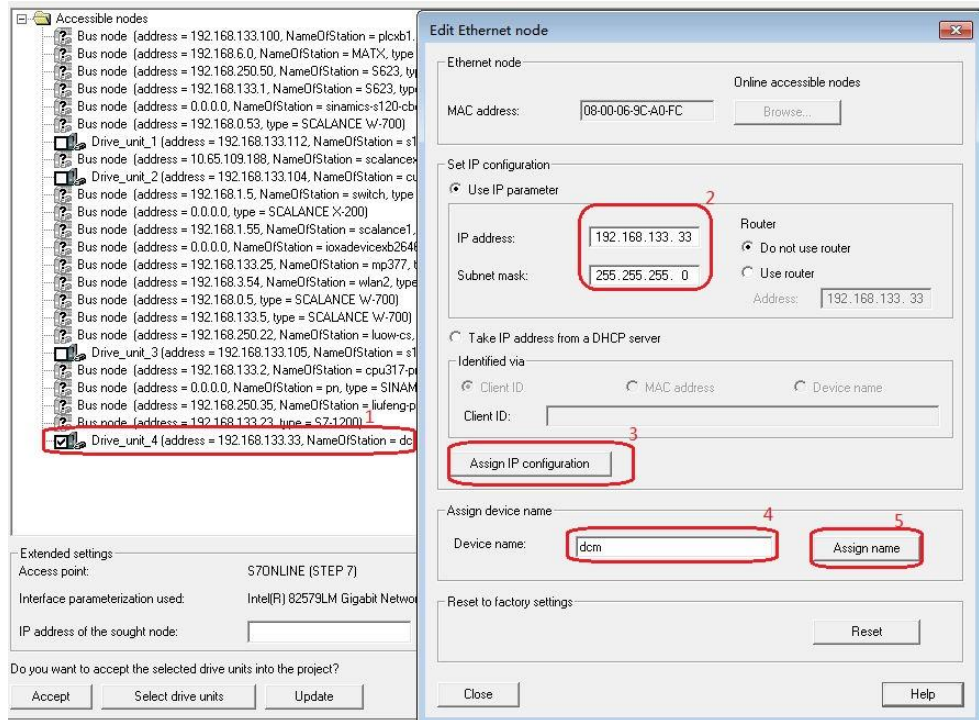 Accessible nodes
Bus node (address = 192.168.133.100, NameOfStation = plcxb1.
Bus node (address = 192.168.6.0, NameOfStation = MATX, type
Bus node (address = 192.168.250.50, NameOfStation = S623, ty
Bus node (address = 192.168.133.1, NameOfStation = S623, typ
Bus node (address = 0.0.0.0, NameOfStation = sinamics-s120-cb
Bus node (address = 192.168.0.53, type = SCALANCE W-700)
Drive_unit_1 (address = 192.168.133.112, NameOfStation = s1
Bus node (address = 10.65.109.188, NameOfStation = scalancex
Drive_unit_2 (address = 192.168.133.104, NameOfStation = cu
Bus node (address = 192.168.1.5, NameOfStation = switch, type
Bus node (address = 0.0.0.0, type = SCALANCE X-200)
Bus node (address = 192.168.1.55, NameOfStation = scalance1,
Bus node (address = 0.0.0.0, NameOfStation = ioxadevicexb2646
Bus node (address = 192.168.133.25, NameOfStation = mp377, t
Bus node (address = 192.168.3.54, NameOfStation = wlan2, type
Bus node (address = 192.168.0.5, type = SCALANCE W-700)
Bus node (address = 192.168.133.5, type = SCALANCE W-700)
Bus node (address = 192.168.250.22, NameOfStation = luow-cs,
Drive_unit_3 (address = 192.168.133.105, NameOfStation = s1
Bus node (address = 192.168.133.2, NameOfStation = cpu317-p
Bus node (address = 0.0.0.0, NameOfStation = pn, type = SINAM
Bus node (address = 192.168.250.35, NameOfStation = liufeng-p
Bus node (address = 192.168.133.23, type = S7-1200)
1
Drive_unit_4 (address = 192.168.133.33, NameOfStation = dc
Extended settings
Access point: S7ONLINE (STEP 7)
Interface parameterization used: Intel(R) 82579LM Gigabit Networ
IP address of the sought node:
Do you want to accept the selected drive units into the project?
Accept Select drive units Update
Edit Ethernet node
Ethernet node
Online accessible nodes
MAC address: 08-00-06-9C-A0-FC Browse...
Set IP configuration
Use IP parameter
2
IP address: 192.168.133. 33
Subnet mask: 255.255.255. 0
Router
Do not use router
Use router
Address: 192.168.133. 33
Take IP address from a DHCP server
Identified via
Client ID MAC address Device name
Client ID:
3
Assign IP configuration
Assign device name
4
5
Device name: dcm Assign name
Reset to factory settings
Reset
Close Help